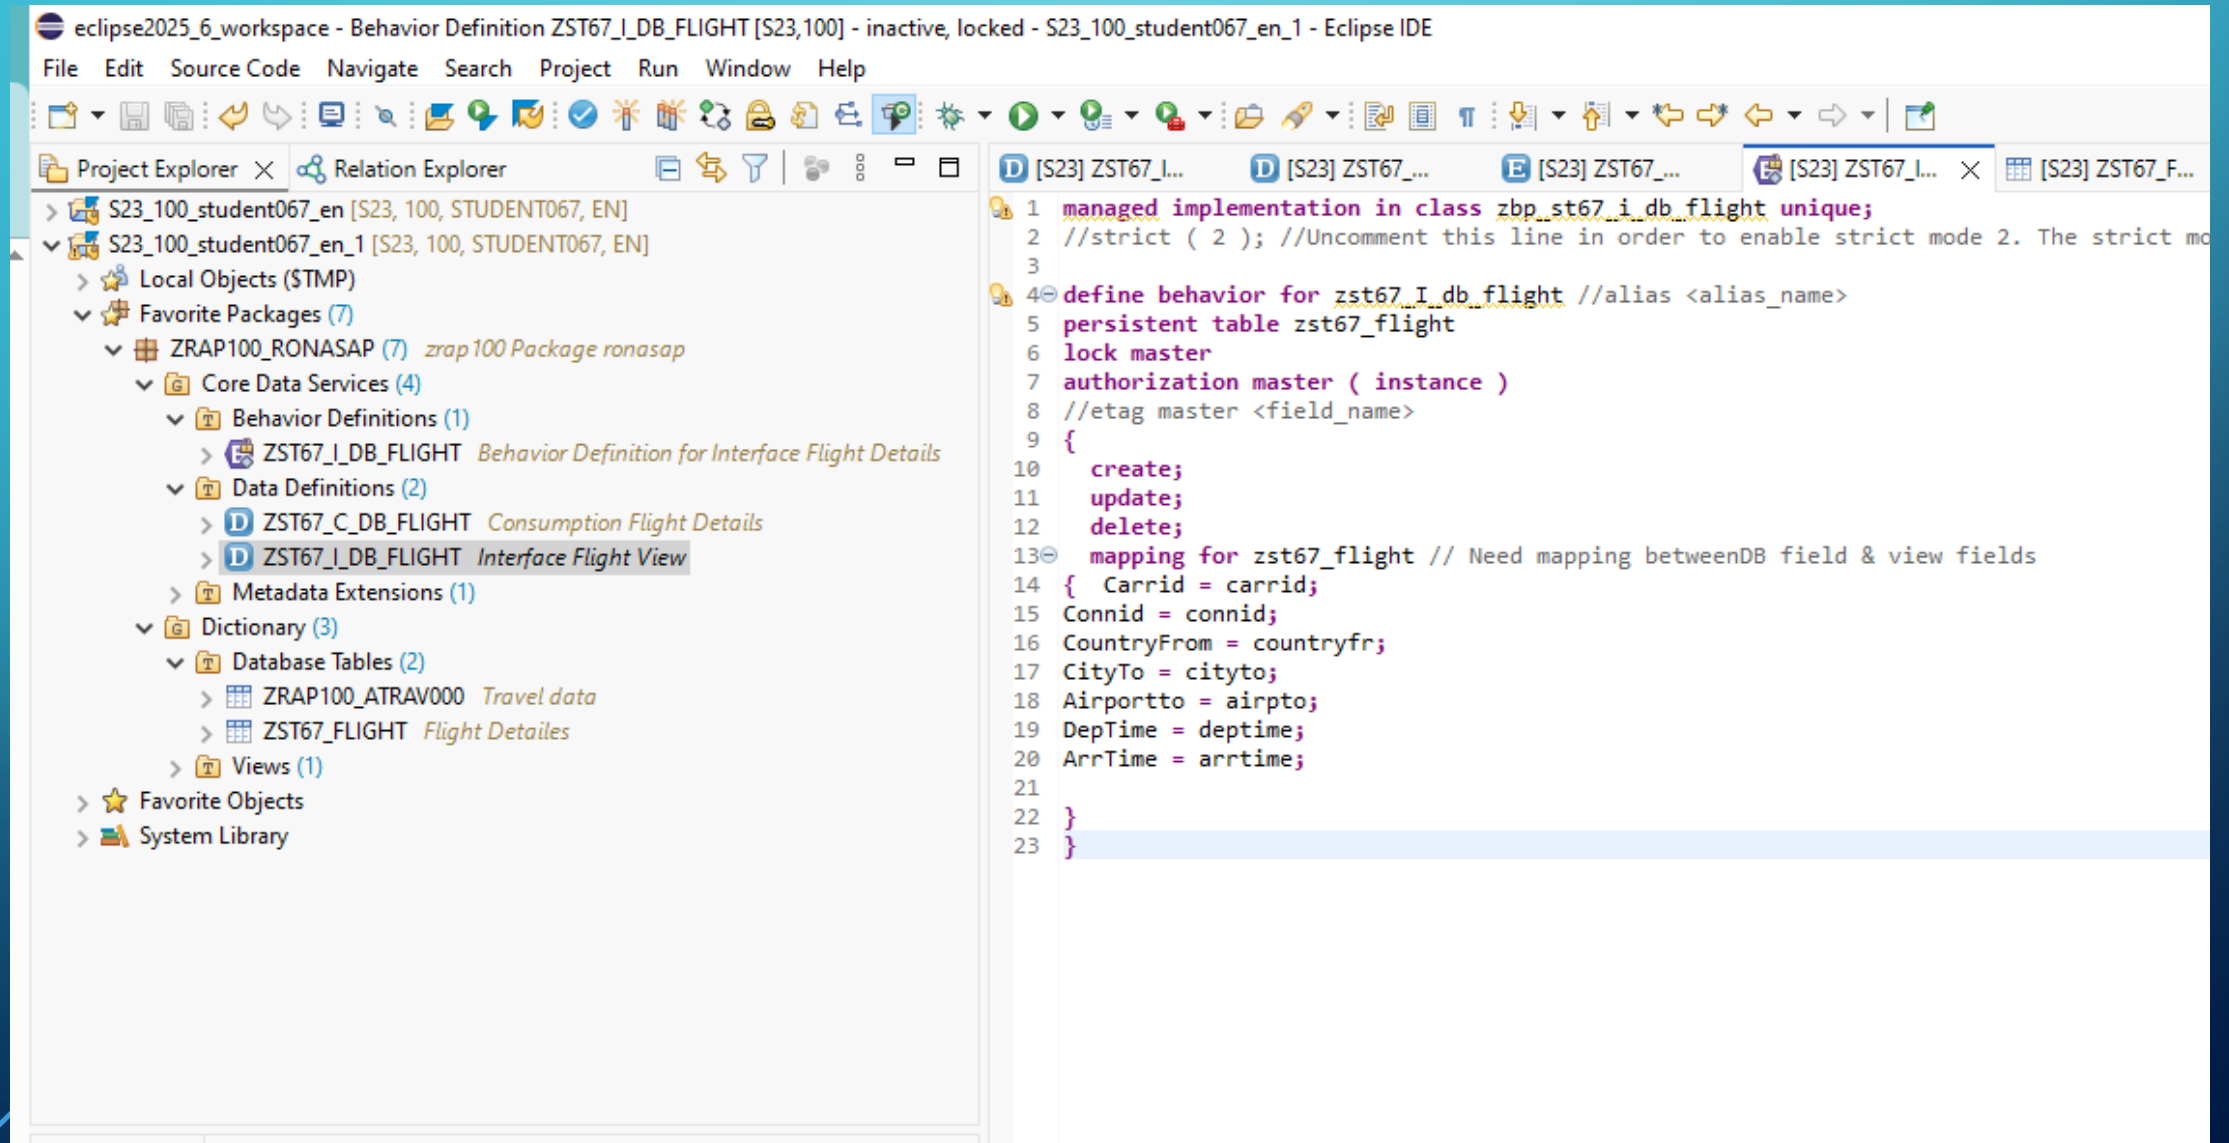 eclipse2025_6_workspace - Behavior Definition ZST67_I_DB_FLIGHT [S23,100] - inactive, locked - S23_100_student067_en_1 - Eclipse IDE
File Edit Source Code Navigate Search Project Run Window Help
Project Explorer Relation Explorer
S23_100_student067_en [S23, 100, STUDENT067, EN]
S23_100_student067_en_1 [S23, 100, STUDENT067, EN]
Local Objects ($TMP)
Favorite Packages (7)
ZRAP100_RONASAP (7) zrap100 Package ronasap
Core Data Services (4)
Behavior Definitions (1)
ZST67_I_DB_FLIGHT Behavior Definition for Interface Flight Details
Data Definitions (2)
ZST67_C_DB_FLIGHT Consumption Flight Details
ZST67_I_DB_FLIGHT Interface Flight View
Metadata Extensions (1)
Dictionary (3)
Database Tables (2)
ZRAP100_ATRAV000 Travel data
ZST67_FLIGHT Flight Detailes
Views (1)
Favorite Objects
System Library
[S23] ZST67_I... [S23] ZST67_... [S23] ZST67_... [S23] ZST67_I... [S23] ZST67_F...
1 managed implementation in class zbp_st67_i_db_flight unique;
2 //strict ( 2 ); //Uncomment this line in order to enable strict mode 2. The strict mo
3
4 define behavior for zst67_I_db_flight //alias <alias_name>
5 persistent table zst67_flight
6 lock master
7 authorization master ( instance )
8 //etag master <field_name>
9 {
10 create;
11 update;
12 delete;
13 mapping for zst67_flight // Need mapping betweenDB field & view fields
14 { Carrid = carrid;
15 Connid = connid;
16 CountryFrom = countryfr;
17 CityTo = cityto;
18 Airportto = airpto;
19 DepTime = deptime;
20 ArrTime = arrtime;
21
22 }
23 }